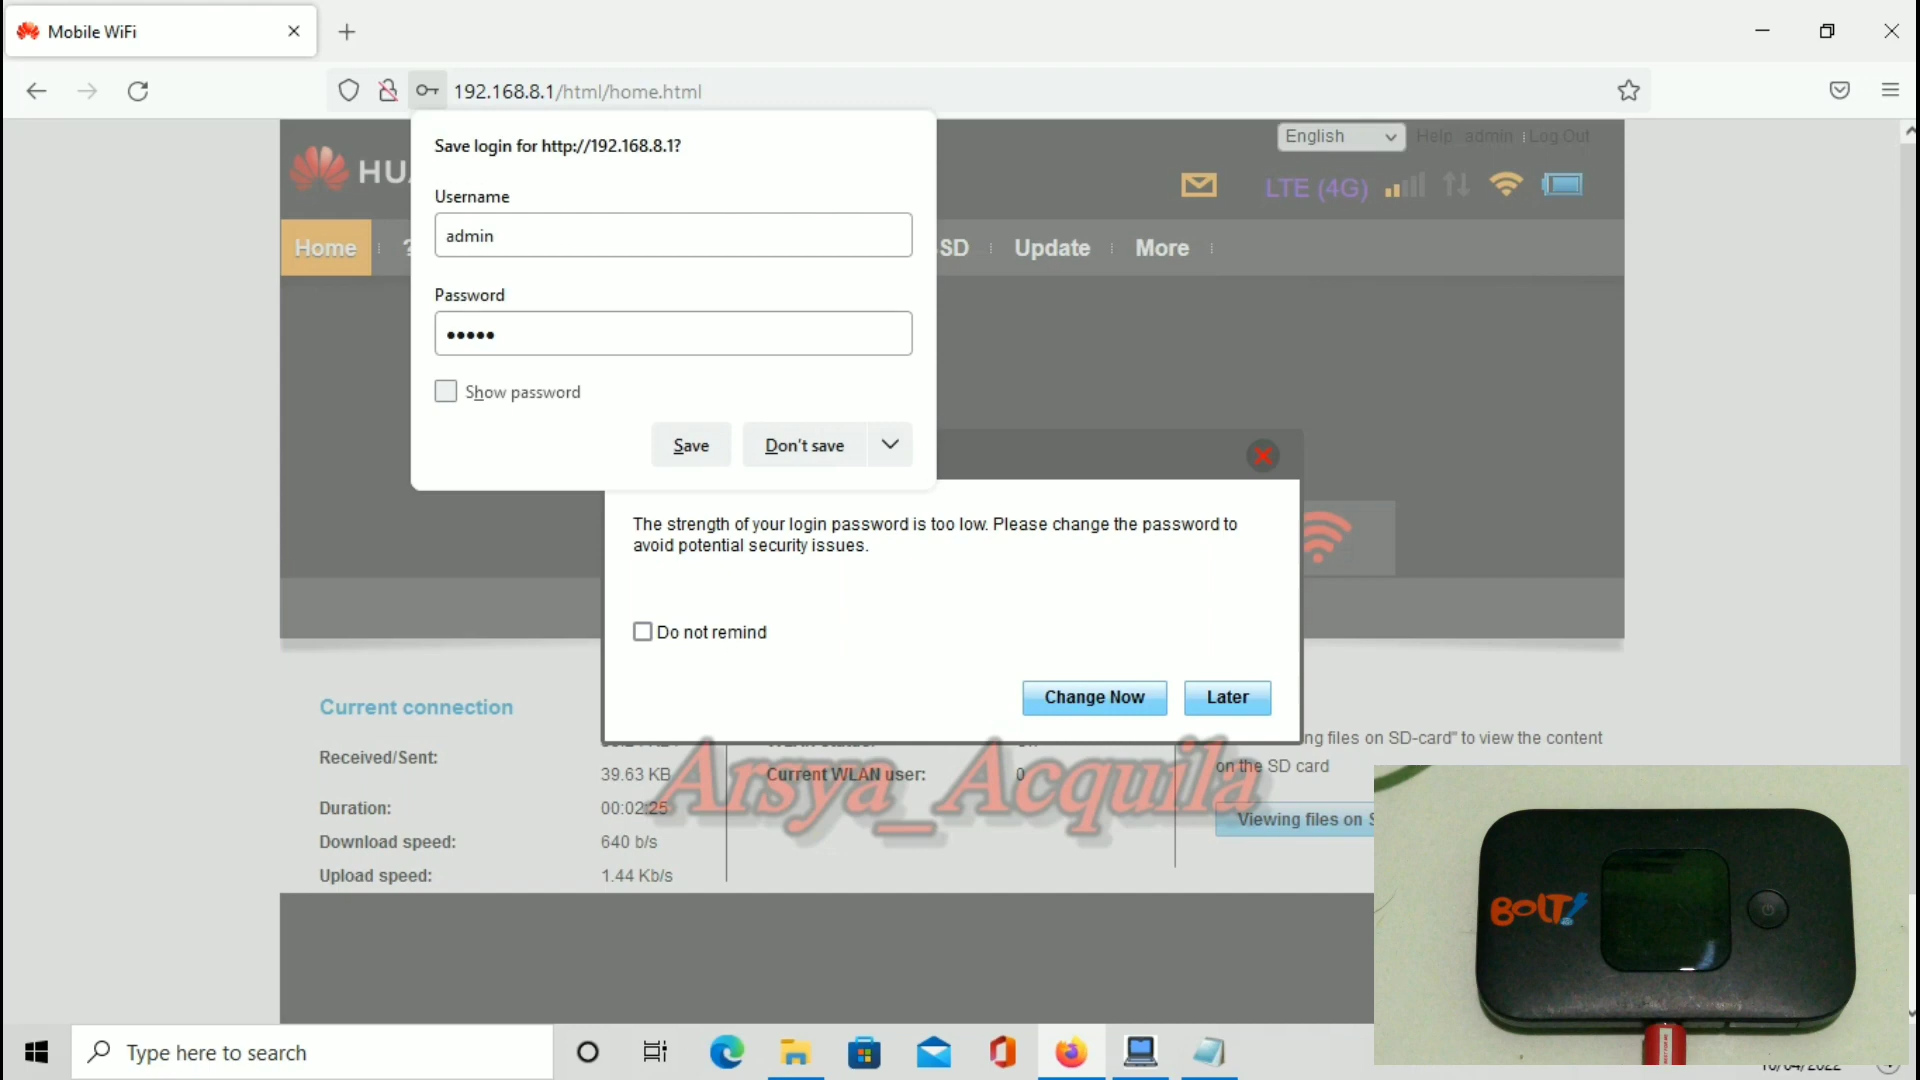 Mobile WiFi
192.168.8.1/html/home.html
Save login for http://192.168.8.1?
Username
admin
Password
Show password
Save
Don't save
English
Help
admin
Log Out
LTE (4G)
Home
SD
Update
More
The strength of your login password is too low. Please change the password to
avoid potential security issues.
Do not remind
Change Now
Later
Current connection
Received/Sent:
39.63 KB
Duration:
00:02:25
Download speed:
640 b/s
Upload speed:
1.44 Kb/s
Current WLAN user:
0
ng files on SD-card" to view the content
on the SD card
Viewing files on S
Arsya_Acquila
BOLT!
Type here to search